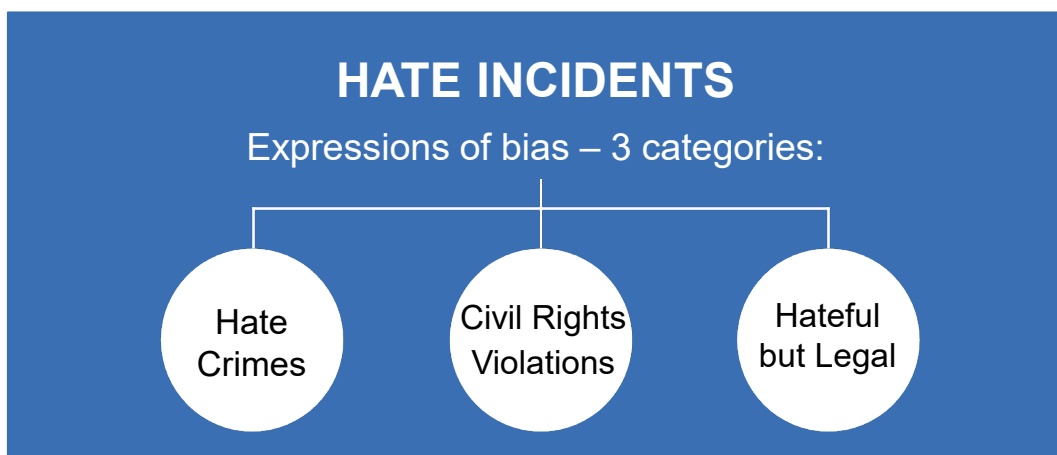 HATE INCIDENTS
Expressions of bias – 3 categories:
Hate
Crimes
Civil Rights
Violations
Hateful
but Legal